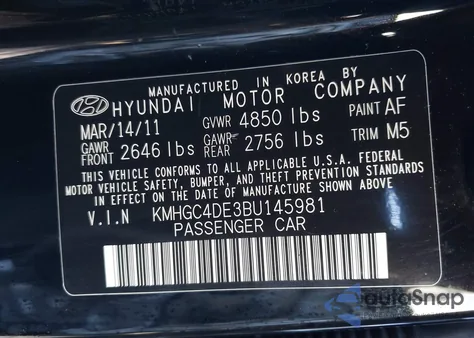 MANUFACTURED IN KOREA BY
HYUNDAI MOTOR COMPANY
MAR/14/11 GVWR 4850 lbs PAINT AF
GAWR FRONT 2646 lbs GAWR REAR 2756 lbs TRIM M5
THIS VEHICLE CONFORMS TO ALL APPLICABLE U.S.A. FEDERAL
MOTOR VEHICLE SAFETY, BUMPER, AND THEFT PREVENTION STANDARDS
IN EFFECT ON THE DATE OF MANUFACTURE SHOWN ABOVE.
V.I.N KMHGC4DE3BU145981
PASSENGER CAR
autoSnap